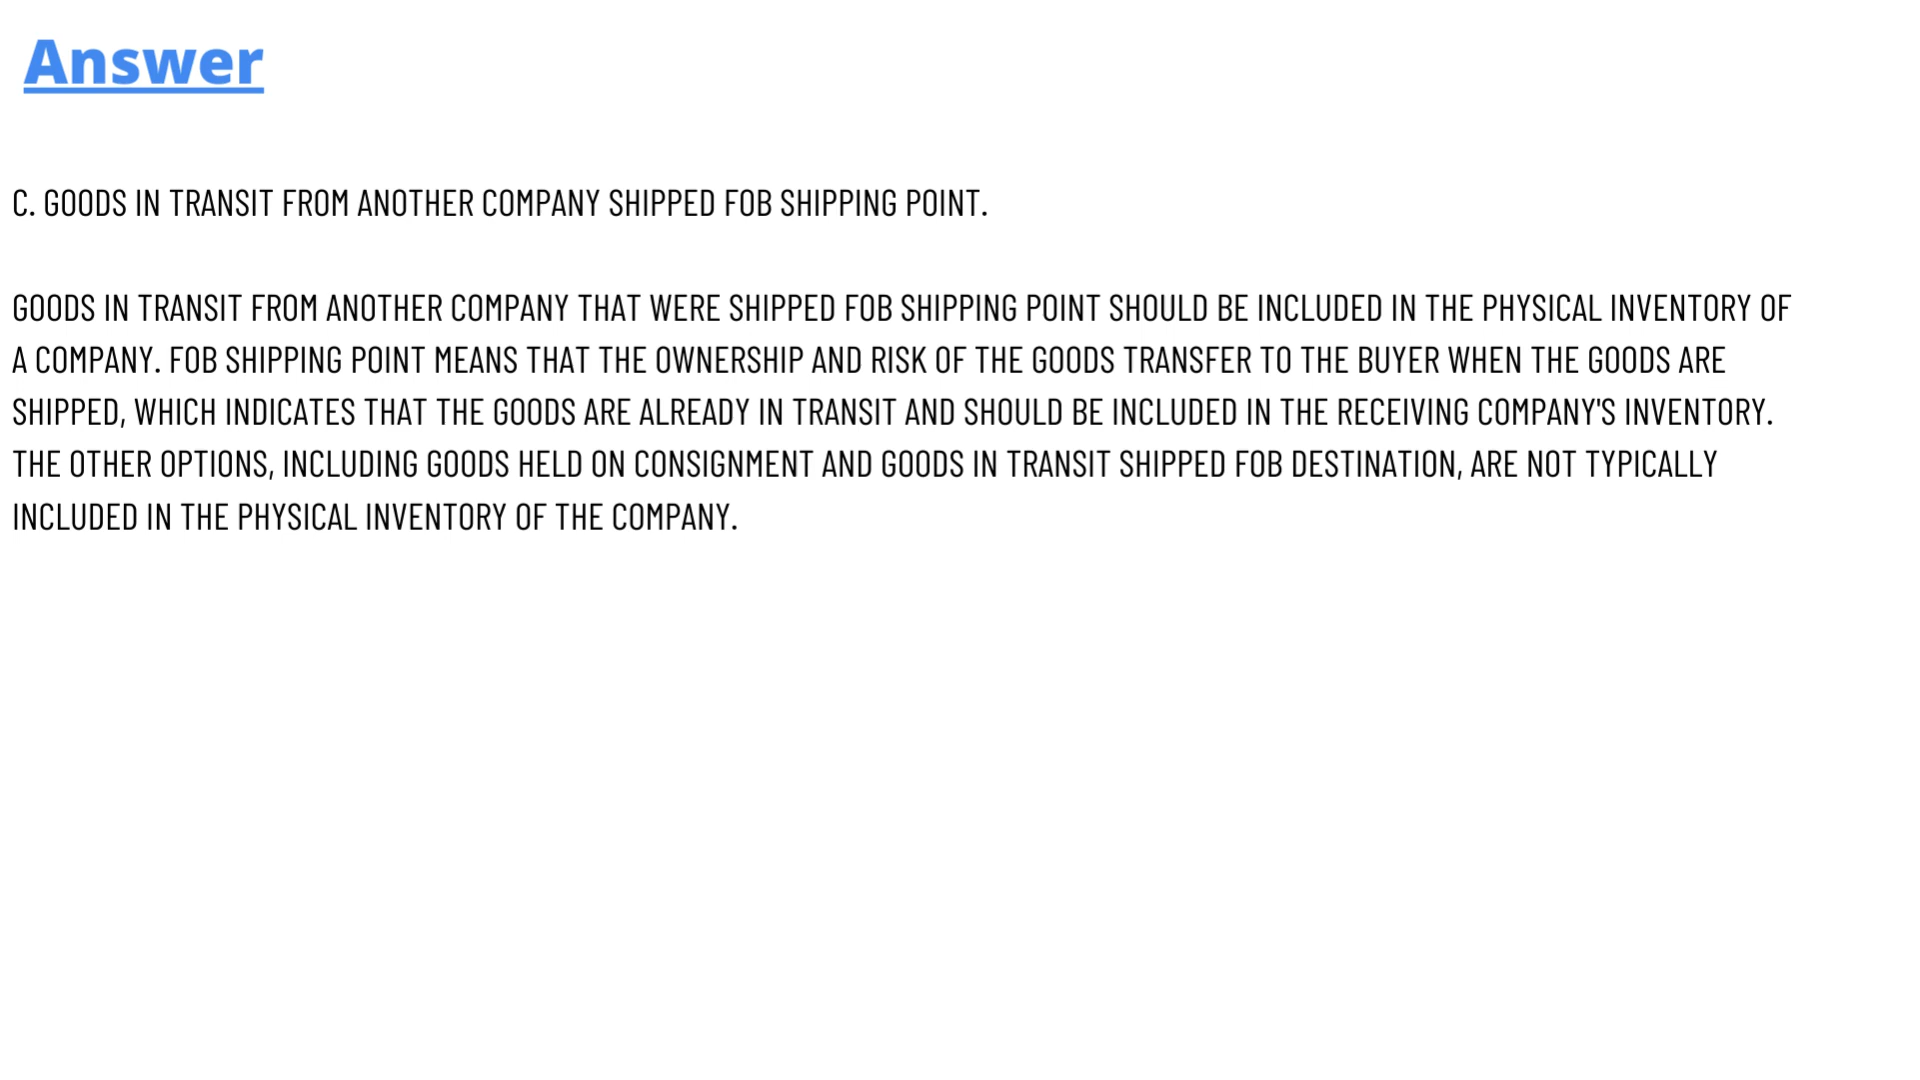 Answer
C. GOODS IN TRANSIT FROM ANOTHER COMPANY SHIPPED FOB SHIPPING POINT.
GOODS IN TRANSIT FROM ANOTHER COMPANY THAT WERE SHIPPED FOB SHIPPING POINT SHOULD BE INCLUDED IN THE PHYSICAL INVENTORY OF
A COMPANY. FOB SHIPPING POINT MEANS THAT THE OWNERSHIP AND RISK OF THE GOODS TRANSFER TO THE BUYER WHEN THE GOODS ARE
SHIPPED, WHICH INDICATES THAT THE GOODS ARE ALREADY IN TRANSIT AND SHOULD BE INCLUDED IN THE RECEIVING COMPANY'S INVENTORY.
THE OTHER OPTIONS, INCLUDING GOODS HELD ON CONSIGNMENT AND GOODS IN TRANSIT SHIPPED FOB DESTINATION, ARE NOT TYPICALLY
INCLUDED IN THE PHYSICAL INVENTORY OF THE COMPANY.